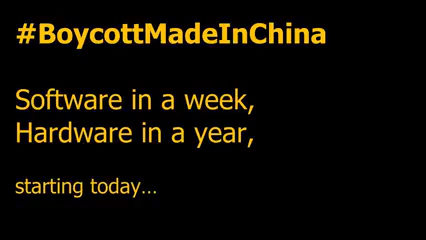 #BoycottMadeInChina
Software in a week,
Hardware in a year,
starting today…